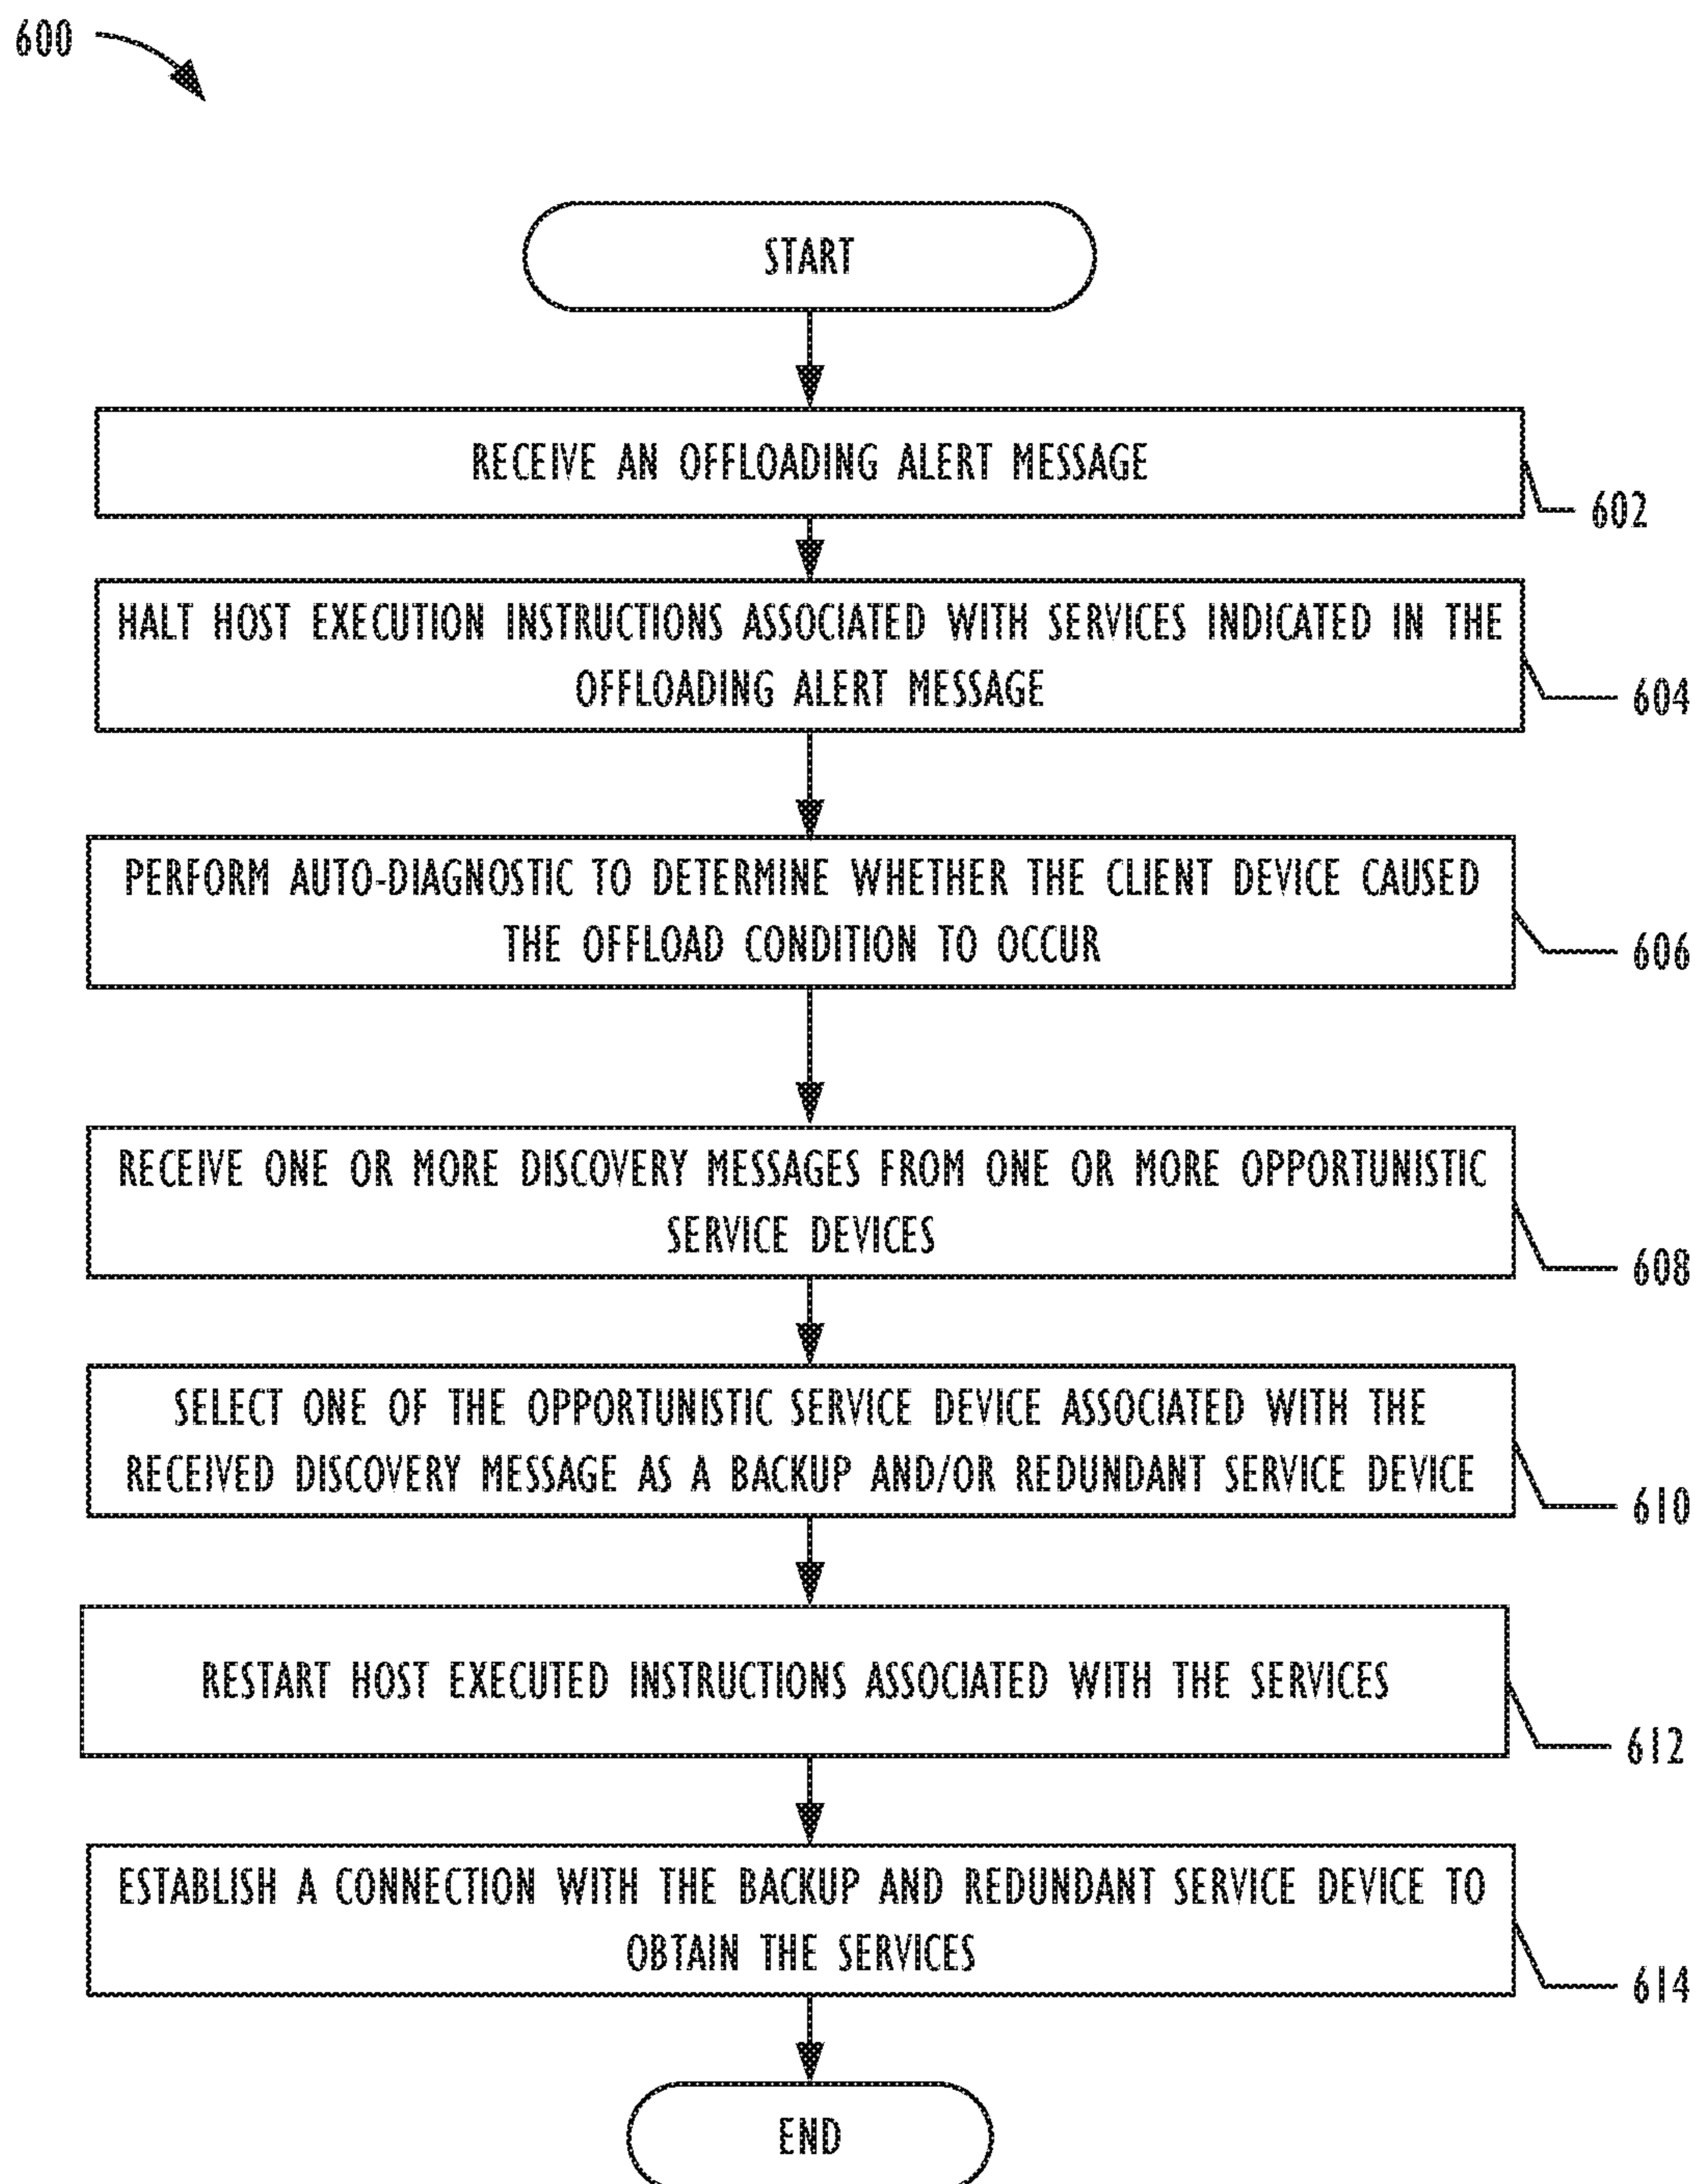 600
START
RECEIVE AN OFFLOADING ALERT MESSAGE
602
HALT HOST EXECUTION INSTRUCTIONS ASSOCIATED WITH SERVICES INDICATED IN THE
OFFLOADING ALERT MESSAGE
604
PERFORM AUTO-DIAGNOSTIC TO DETERMINE WHETHER THE CLIENT DEVICE CAUSED
THE OFFLOAD CONDITION TO OCCUR
606
RECEIVE ONE OR MORE DISCOVERY MESSAGES FROM ONE OR MORE OPPORTUNISTIC
SERVICE DEVICES
608
SELECT ONE OF THE OPPORTUNISTIC SERVICE DEVICE ASSOCIATED WITH THE
RECEIVED DISCOVERY MESSAGE AS A BACKUP AND/OR REDUNDANT SERVICE DEVICE
610
RESTART HOST EXECUTED INSTRUCTIONS ASSOCIATED WITH THE SERVICES
612
ESTABLISH A CONNECTION WITH THE BACKUP AND REDUNDANT SERVICE DEVICE TO
OBTAIN THE SERVICES
614
END